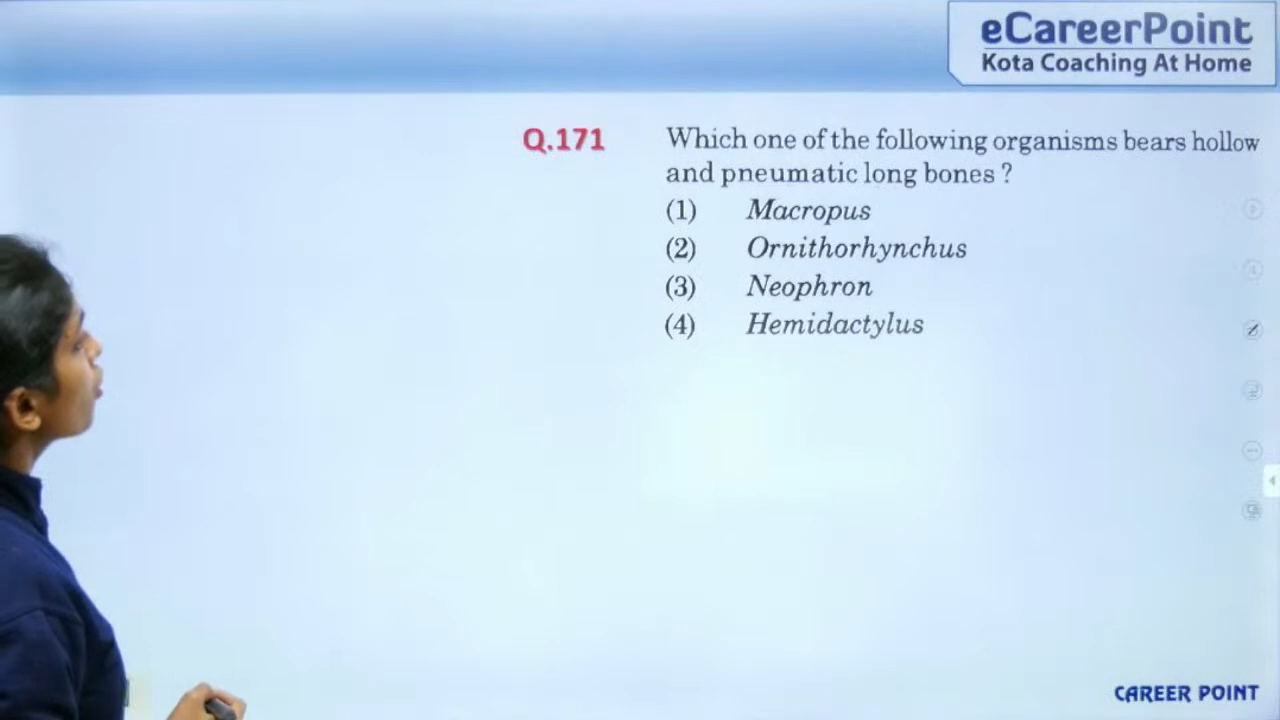 eCareerPoint
Kota Coaching At Home
Q.171 Which one of the following organisms bears hollow
and pneumatic long bones ?
(1) Macropus
(2) Ornithorhynchus
(3) Neophron
(4) Hemidactylus
CAREER POINT